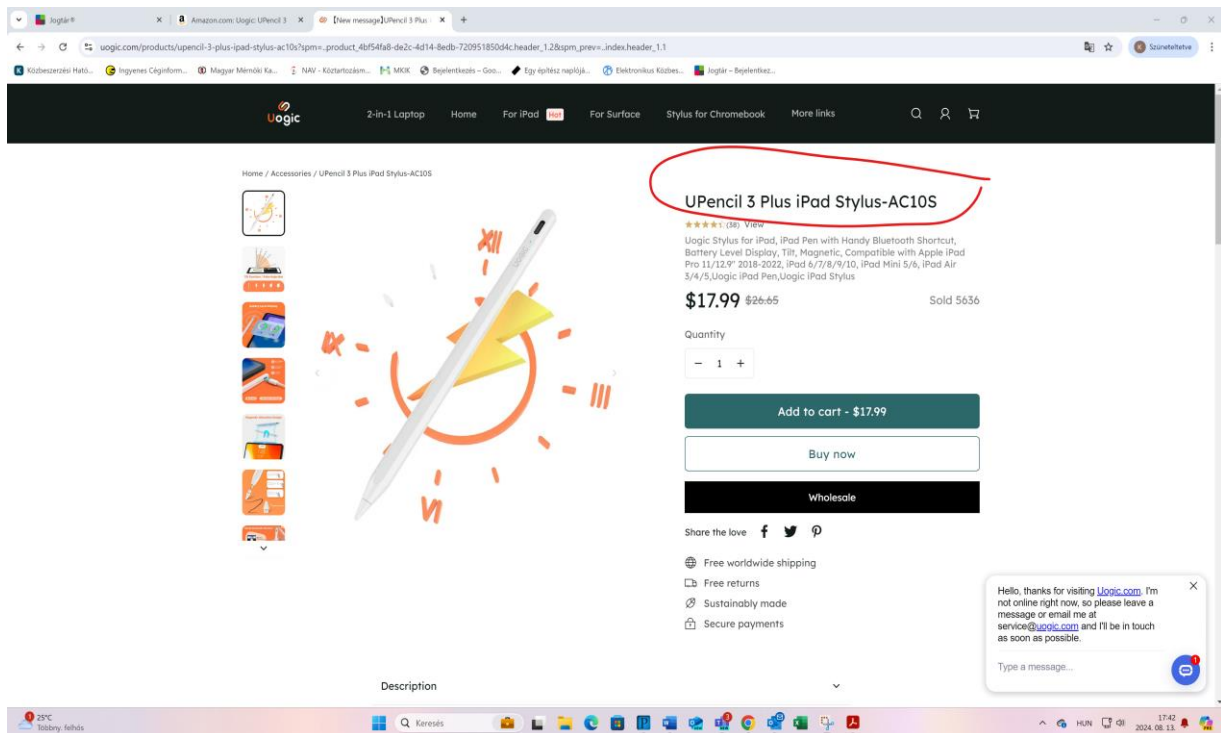 Jogtár®
Amazon.com: Uogic: UPencil 3
【New message】UPencil 3 Plus
uogic.com/products/upencil-3-plus-ipad-stylus-ac10s?spm=..product_4bf54fa8-de2c-4d14-8edb-720951850d4c.header_1.2&spm_prev=..index.header_1.1
Szüneteltetve
Közbeszerzési Ható...
Ingyenes Céginform...
Magyar Mérnöki Ka...
NAV - Köztartozásm...
MKIK
Bejelentkezés – Goo...
Egy építész naplójá...
Elektronikus Közbes...
Jogtár – Bejelentkez...
Uogic
2-in-1 Laptop
Home
For iPad Hot
For Surface
Stylus for Chromebook
More links
Home / Accessories / UPencil 3 Plus iPad Stylus-AC10S
XII
III
VI
IX
UPencil 3 Plus iPad Stylus-AC10S
(38) View
Uogic Stylus for iPad, iPad Pen with Handy Bluetooth Shortcut,
Battery Level Display, Tilt, Magnetic, Compatible with Apple iPad
Pro 11/12.9" 2018-2022, iPad 6/7/8/9/10, iPad Mini 5/6, iPad Air
3/4/5,Uogic iPad Pen,Uogic iPad Stylus
$17.99 $26.65
Sold 5636
Quantity
− 1 +
Add to cart - $17.99
Buy now
Wholesale
Share the love
Free worldwide shipping
Free returns
Sustainably made
Secure payments
Description
Hello, thanks for visiting Uogic.com. I'm
not online right now, so please leave a
message or email me at
service@uogic.com and I'll be in touch
as soon as possible.
Type a message...
1
25°C
Többny. felhős
Keresés
HUN
17:42
2024. 08. 13.